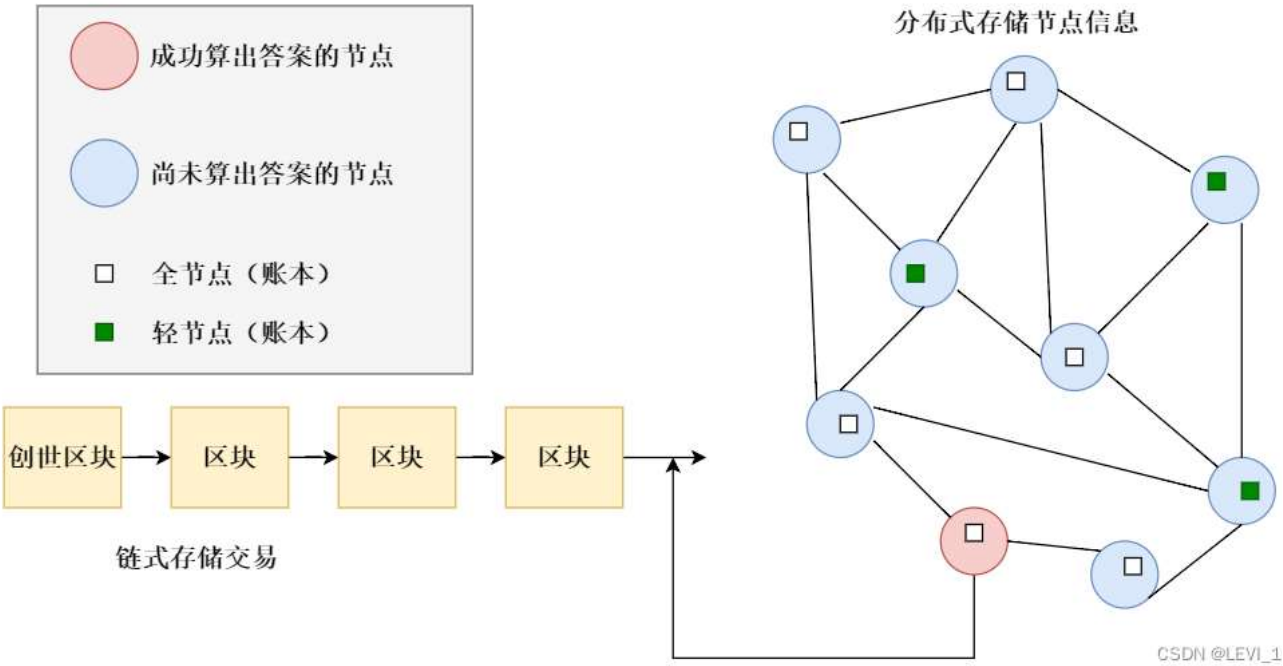 成功算出答案的节点
尚未算出答案的节点
全节点（账本）
轻节点（账本）
分布式存储节点信息
创世区块
区块
区块
区块
链式存储交易
CSDN @LEVI_1